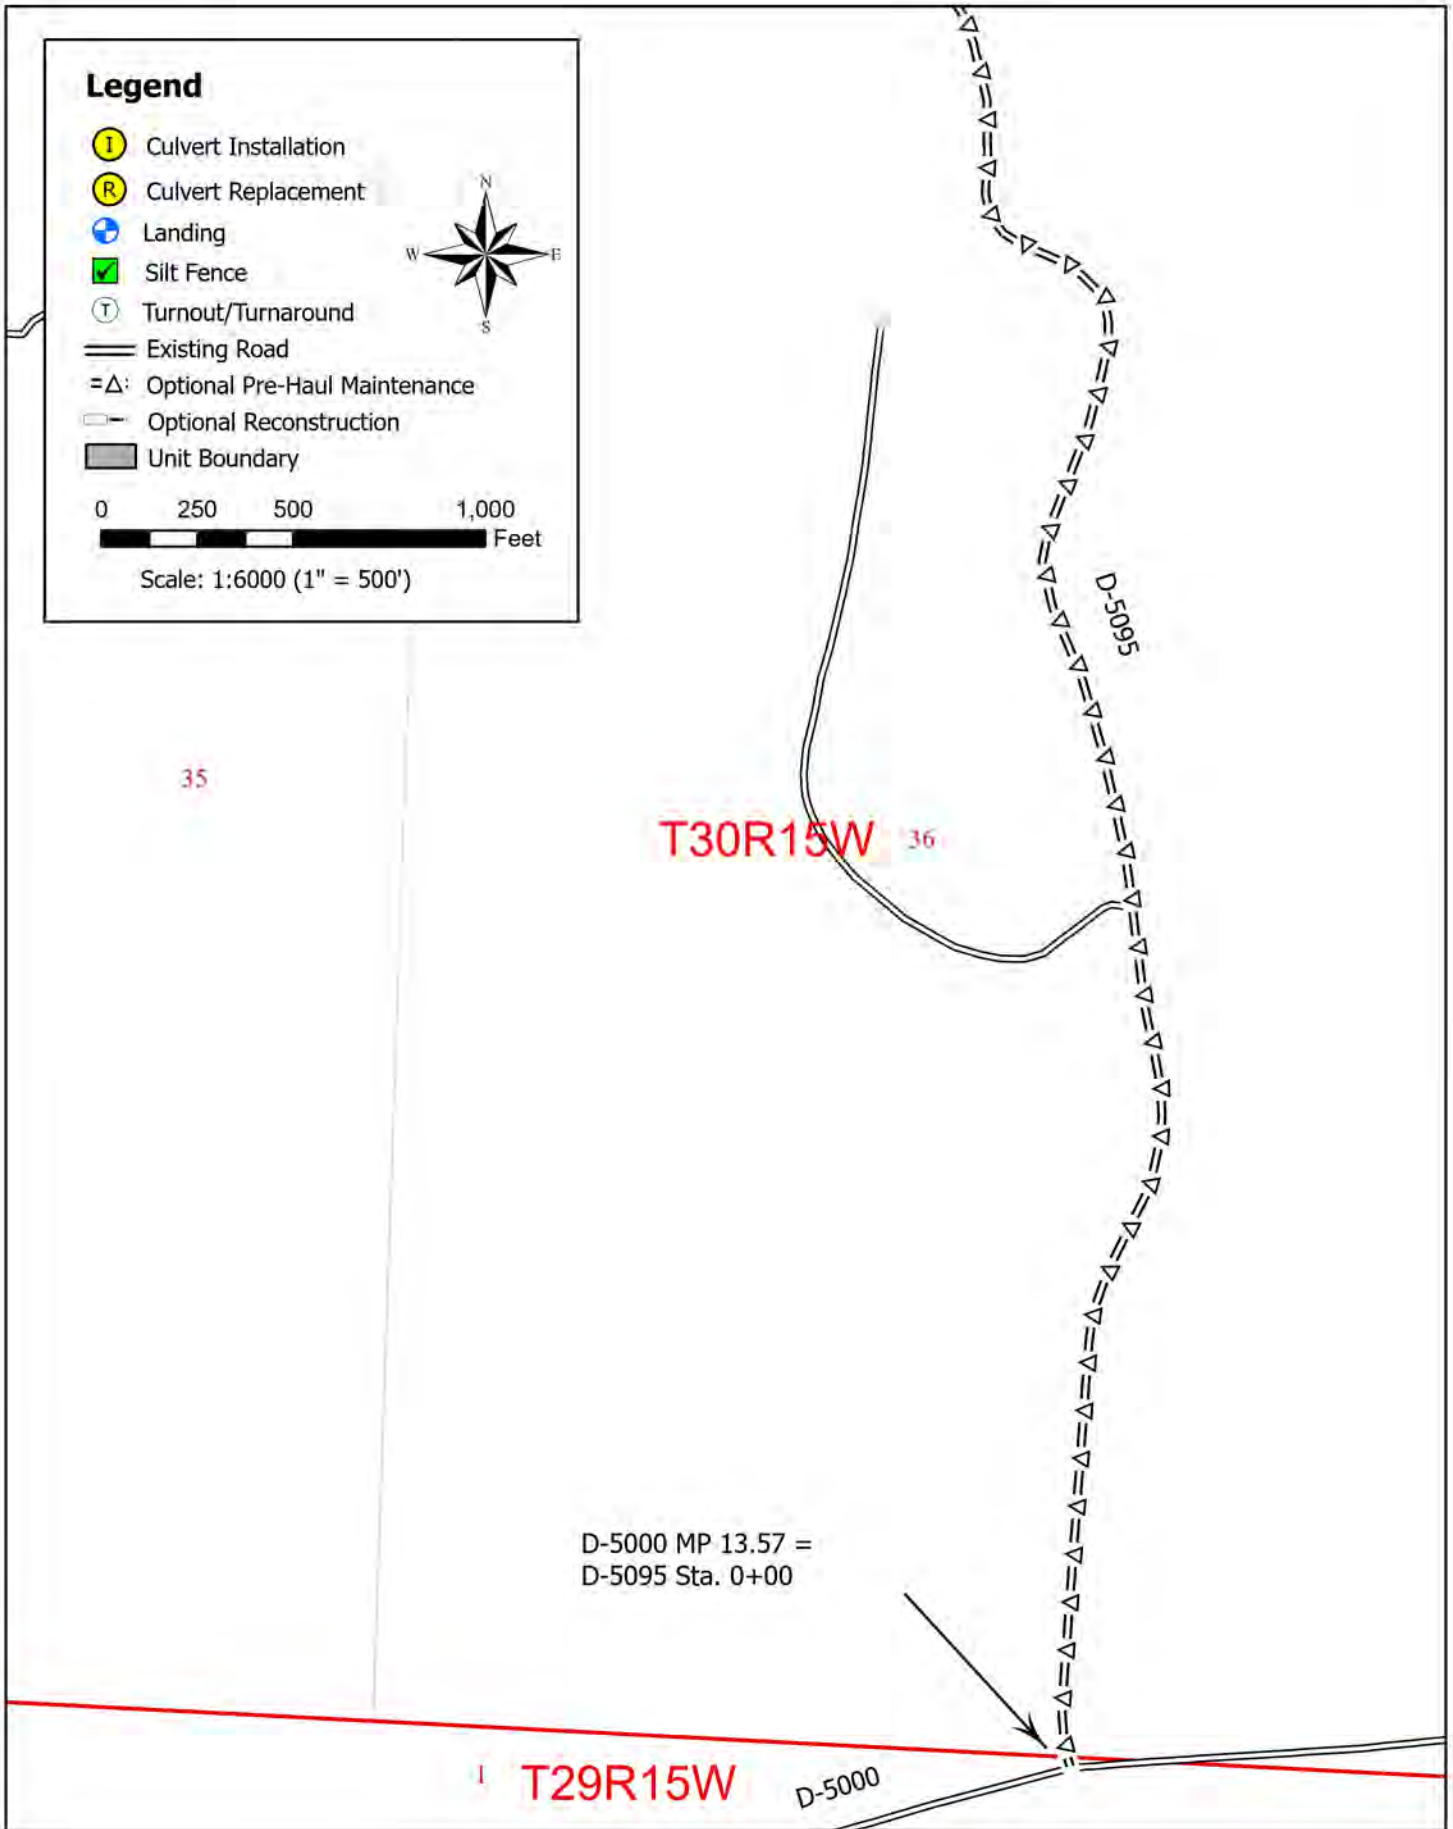 Legend
I Culvert Installation
R Culvert Replacement
Landing
Silt Fence
T Turnout/Turnaround
Existing Road
Optional Pre-Haul Maintenance
Optional Reconstruction
Unit Boundary
N
W E
S
0 250 500 1,000
Feet
Scale: 1:6000 (1" = 500')
D-5095
35
T30R15W 36
D-5000 MP 13.57 =
D-5095 Sta. 0+00
1 T29R15W
D-5000